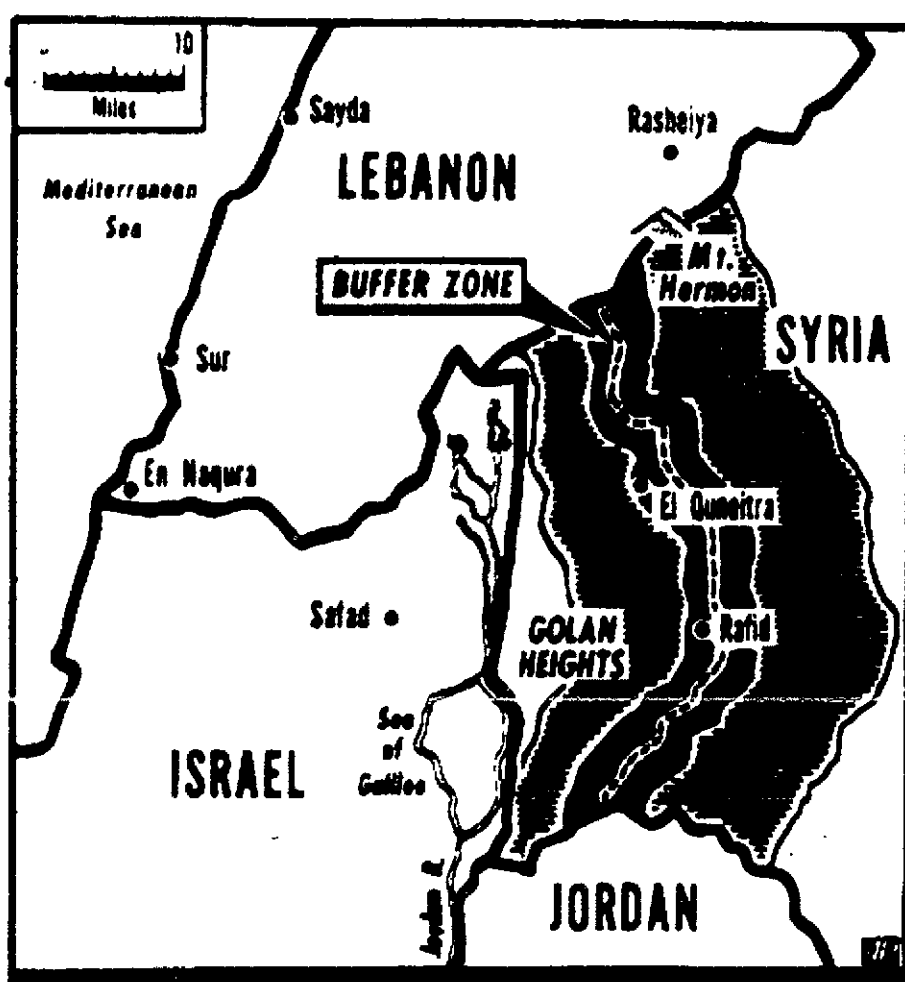 10
Miles
Sayda
Rasheiya
LEBANON
Mediterranean
Sea
Mt.
Hermon
BUFFER ZONE
SYRIA
Sur
En Naqura
El Quneitra
Safad
GOLAN
HEIGHTS
Rafid
Sea
of
Galilee
ISRAEL
Jordan R.
JORDAN